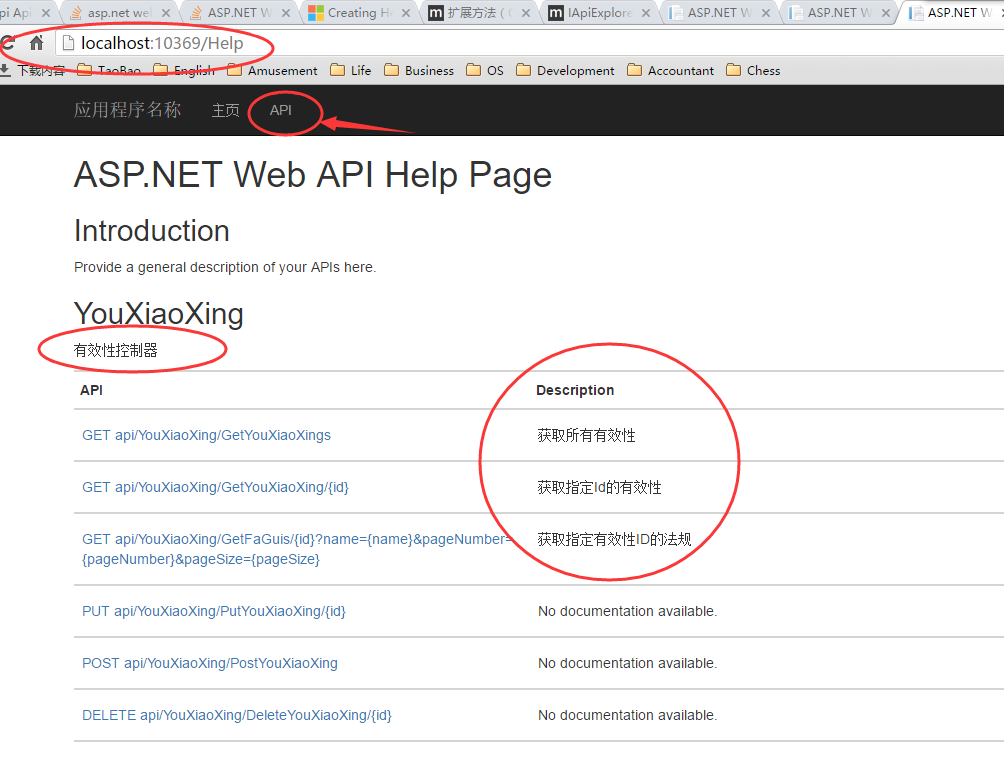 pi Api asp.net wel ASP.NET W Creating H 扩展方法 ( IApiExplore ASP.NET W ASP.NET W ASP.NET W
localhost:10369/Help
下载内容 TaoBao English Amusement Life Business OS Development Accountant Chess
应用程序名称 主页 API
ASP.NET Web API Help Page
Introduction
Provide a general description of your APIs here.
YouXiaoXing
有效性控制器
API Description
GET api/YouXiaoXing/GetYouXiaoXings 获取所有有效性
GET api/YouXiaoXing/GetYouXiaoXing/{id} 获取指定Id的有效性
GET api/YouXiaoXing/GetFaGuis/{id}?name={name}&pageNumber= 获取指定有效性ID的法规
{pageNumber}&pageSize={pageSize}
PUT api/YouXiaoXing/PutYouXiaoXing/{id} No documentation available.
POST api/YouXiaoXing/PostYouXiaoXing No documentation available.
DELETE api/YouXiaoXing/DeleteYouXiaoXing/{id} No documentation available.